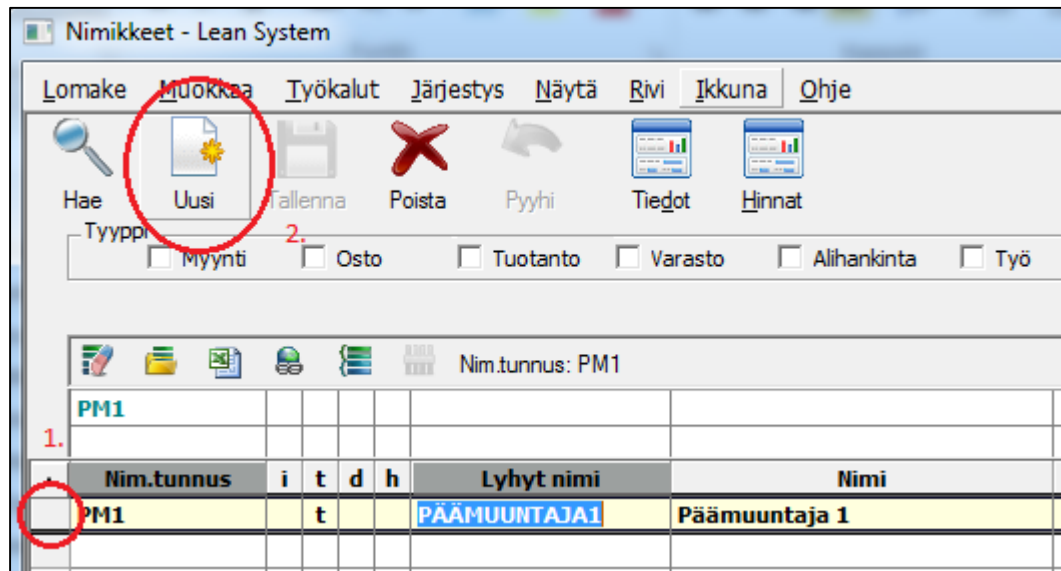 Nimikkeet - Lean System
Lomake Muokkaa Työkalut Järjestys Näytä Rivi Ikkuna Ohje
Hae Uusi Tallenna Poista Pyyhi Tiedot Hinnat
Tyyppi
2.
Myynti Osto Tuotanto Varasto Alihankinta Työ
Nim.tunnus: PM1
PM1
1.
Nim.tunnus i t d h Lyhyt nimi Nimi
PM1 t PÄÄMUUNTAJA1 Päämuuntaja 1